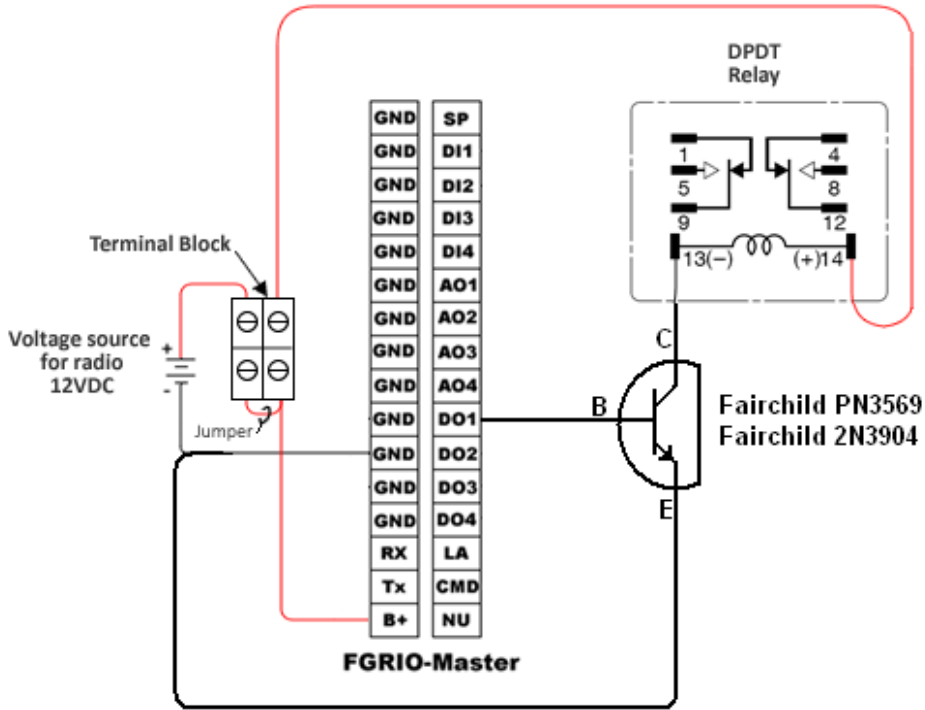 DPDT
Relay
1
4
5
8
9
12
13(–)
(+)14
GND SP
GND DI1
GND DI2
GND DI3
GND DI4
GND AO1
GND AO2
GND AO3
GND AO4
GND DO1
GND DO2
GND DO3
GND DO4
RX LA
Tx CMD
B+ NU
FGRIO-Master
Terminal Block
Voltage source
for radio
12VDC
+
-
Jumper
C
B
E
Fairchild PN3569
Fairchild 2N3904